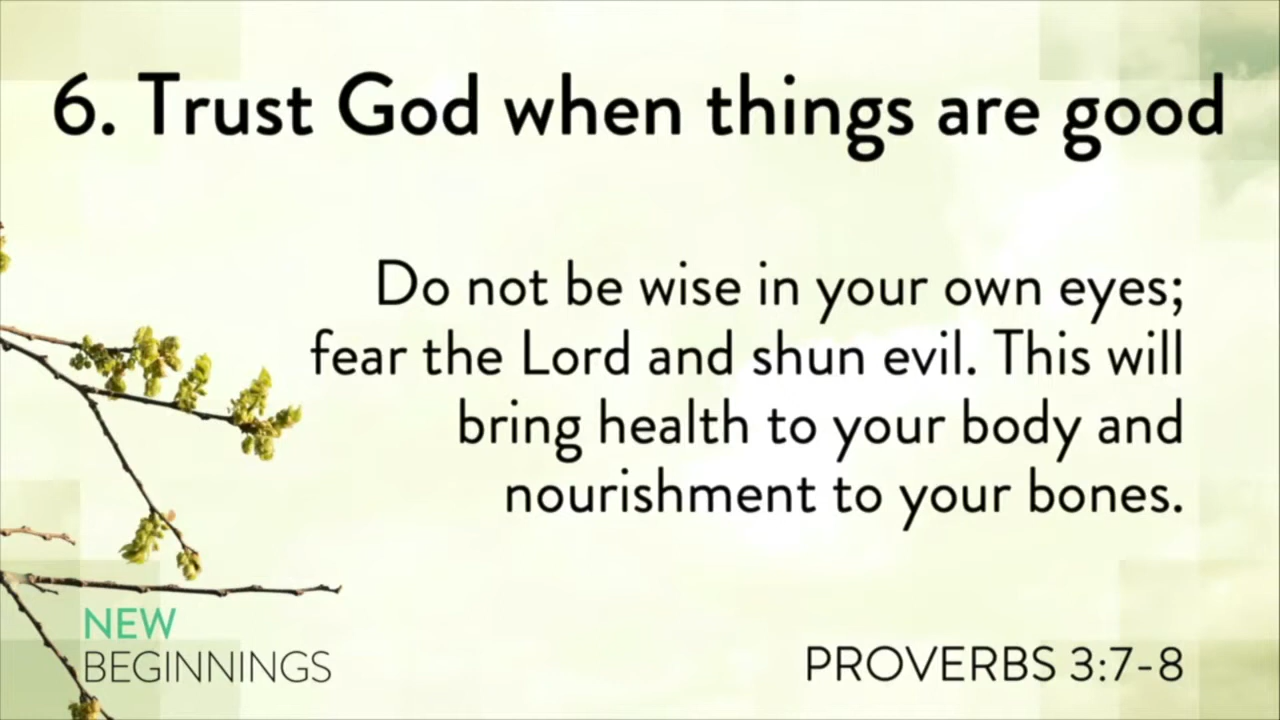 6. Trust God when things are good
Do not be wise in your own eyes;
fear the Lord and shun evil. This will
bring health to your body and
nourishment to your bones.
NEW
BEGINNINGS
PROVERBS 3:7-8